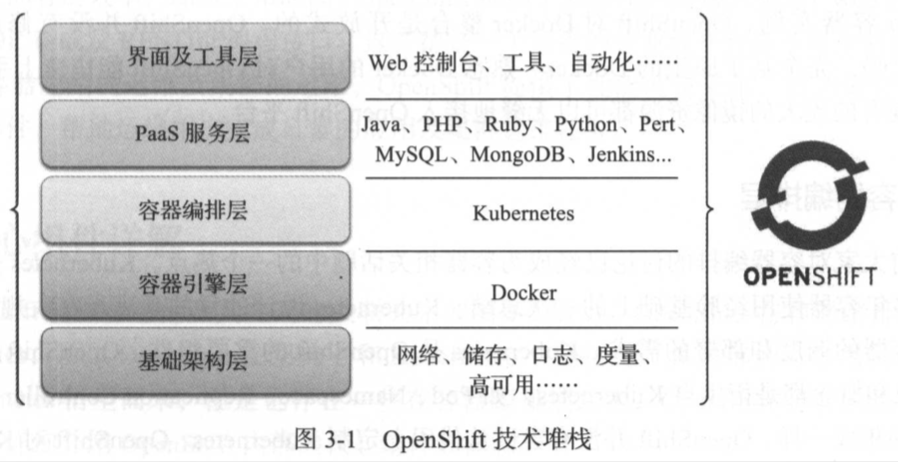 界面及工具层
Web 控制台、工具、自动化……
PaaS 服务层
Java、PHP、Ruby、Python、Pert、
MySQL、MongoDB、Jenkins...
容器编排层
Kubernetes
容器引擎层
Docker
基础架构层
网络、储存、日志、度量、
高可用……
OPENSHIFT
图 3-1 OpenShift 技术堆栈